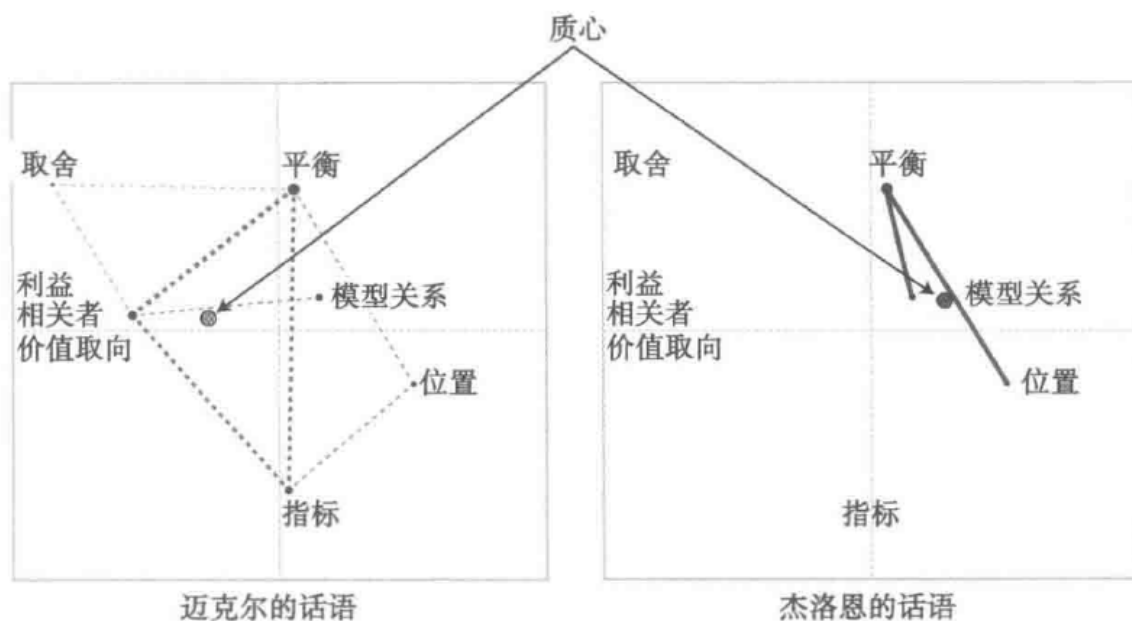 质心
取舍
平衡
利益
相关者
价值取向
模型关系
位置
指标
迈克尔的话语
取舍
平衡
利益
相关者
价值取向
模型关系
位置
指标
杰洛恩的话语